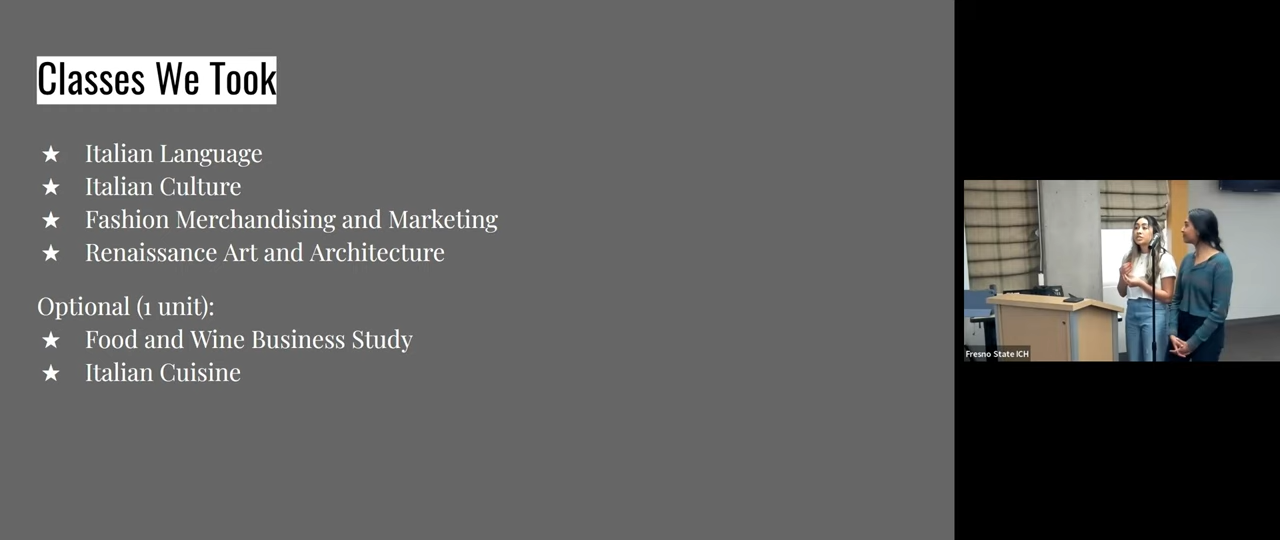 Classes We Took
★ Italian Language
★ Italian Culture
★ Fashion Merchandising and Marketing
★ Renaissance Art and Architecture
Optional (1 unit):
★ Food and Wine Business Study
★ Italian Cuisine
Fresno State ICH